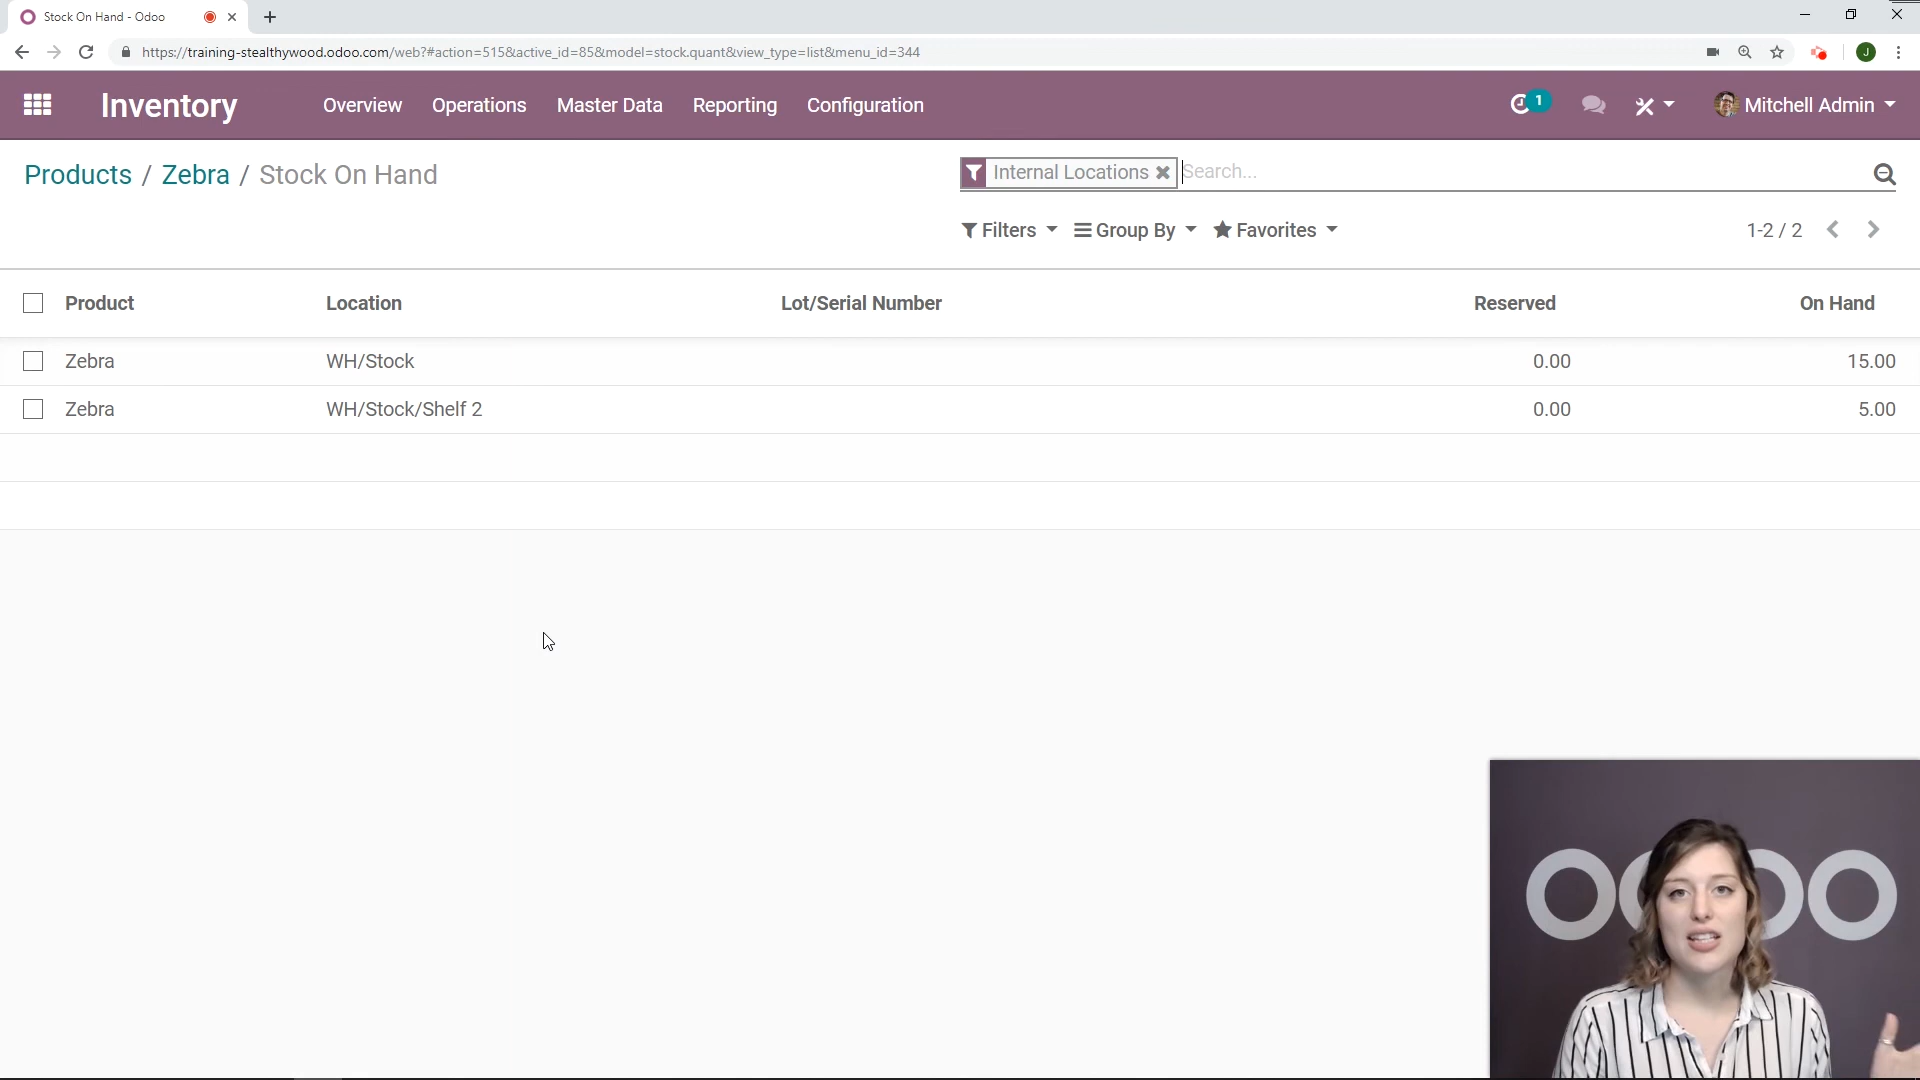 Stock On Hand - Odoo
https://training-stealthywood.odoo.com/web?#action=515&active_id=85&model=stock.quant&view_type=list&menu_id=344
J
Inventory Overview Operations Master Data Reporting Configuration 1 Mitchell Admin
Products / Zebra / Stock On Hand
Internal Locations Search...
Filters Group By Favorites 1-2 / 2
Product Location Lot/Serial Number Reserved On Hand
Zebra WH/Stock 0.00 15.00
Zebra WH/Stock/Shelf 2 0.00 5.00
odoo